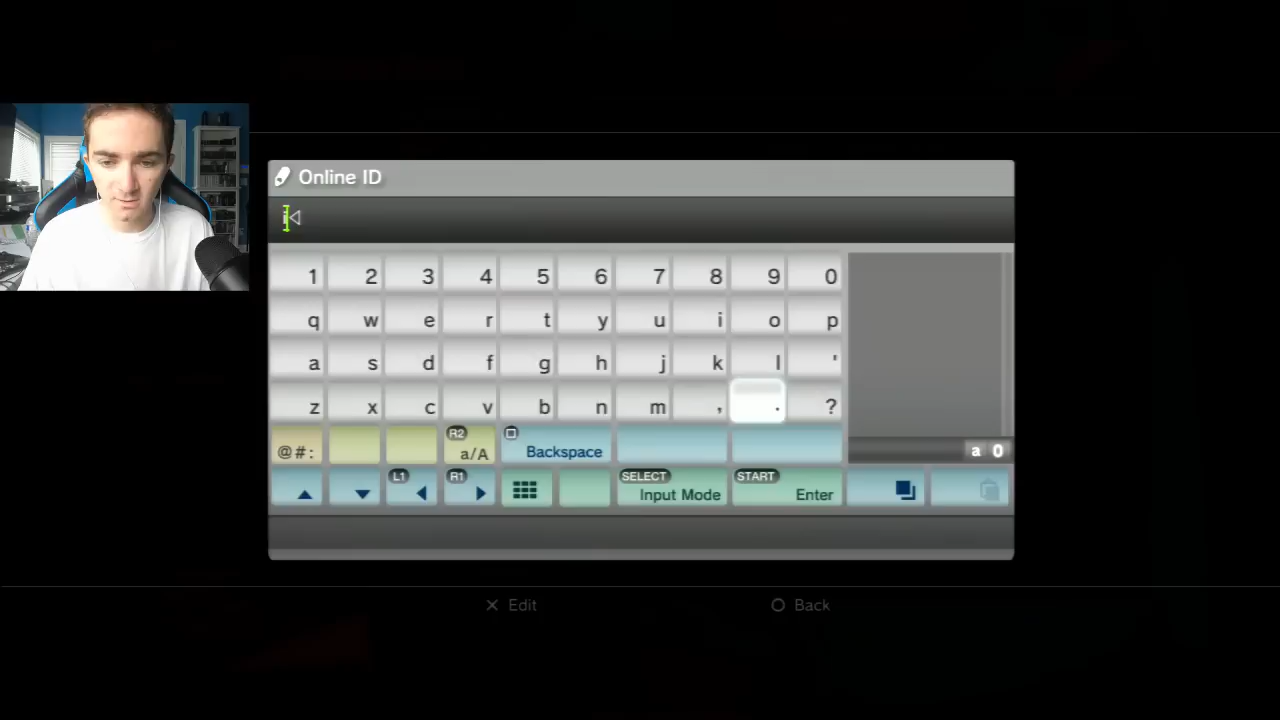 Online ID
i
1 2 3 4 5 6 7 8 9 0
q w e r t y u i o p
a s d f g h j k l '
z x c v b n m , . ?
@#: R2 a/A Backspace
a 0
L1 R1 SELECT Input Mode START Enter
Edit Back